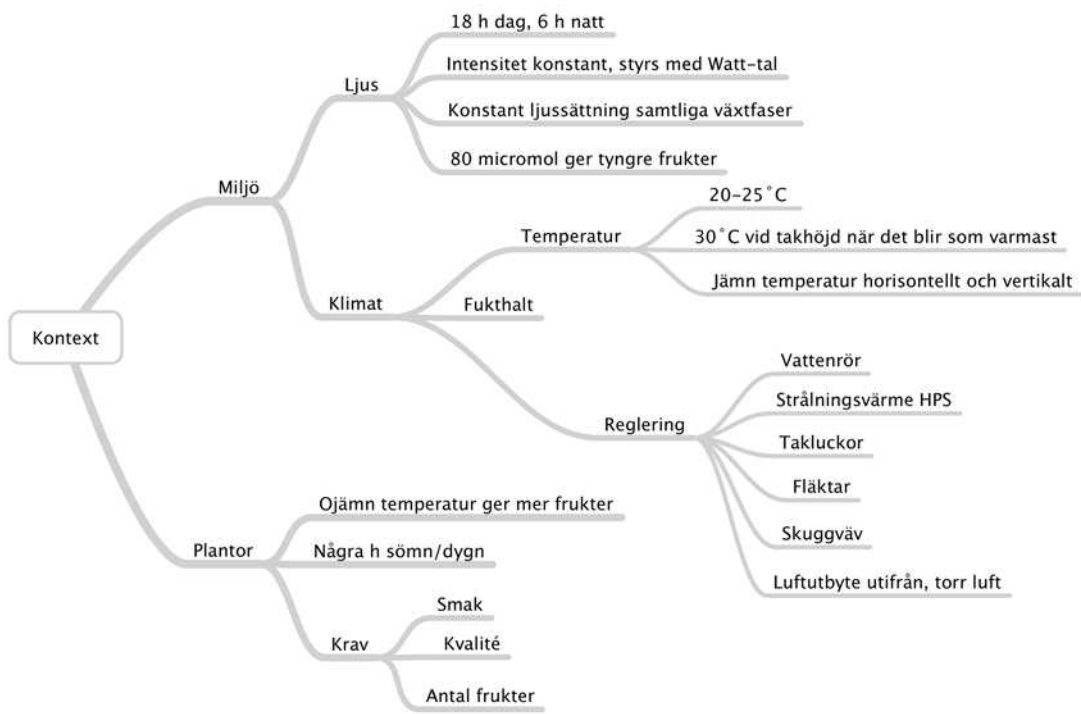 18 h dag, 6 h natt
Intensitet konstant, styrs med Watt-tal
Ljus
Konstant ljussättning samtliga växtfaser
80 micromol ger tyngre frukter
Miljö
20-25°C
Temperatur
30°C vid takhöjd när det blir som varmast
Jämn temperatur horisontellt och vertikalt
Klimat
Fukthalt
Kontext
Vattenrör
Strålningsvärme HPS
Reglering
Takluckor
Fläktar
Skuggväv
Luftutbyte utifrån, torr luft
Ojämn temperatur ger mer frukter
Plantor
Några h sömn/dygn
Smak
Krav
Kvalité
Antal frukter